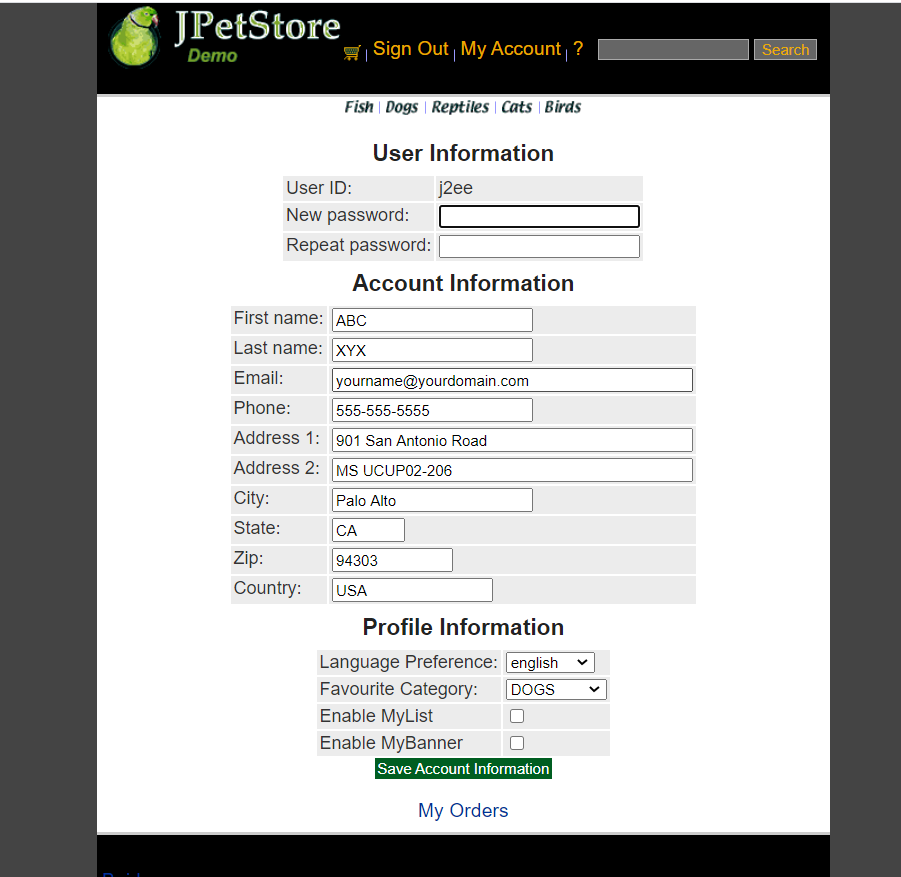 JPetStore
Demo
Sign Out | My Account | ? Search
Fish | Dogs | Reptiles | Cats | Birds
User Information
User ID: j2ee
New password:
Repeat password:
Account Information
First name: ABC
Last name: XYX
Email: yourname@yourdomain.com
Phone: 555-555-5555
Address 1: 901 San Antonio Road
Address 2: MS UCUP02-206
City: Palo Alto
State: CA
Zip: 94303
Country: USA
Profile Information
Language Preference: english
Favourite Category: DOGS
Enable MyList
Enable MyBanner
Save Account Information
My Orders